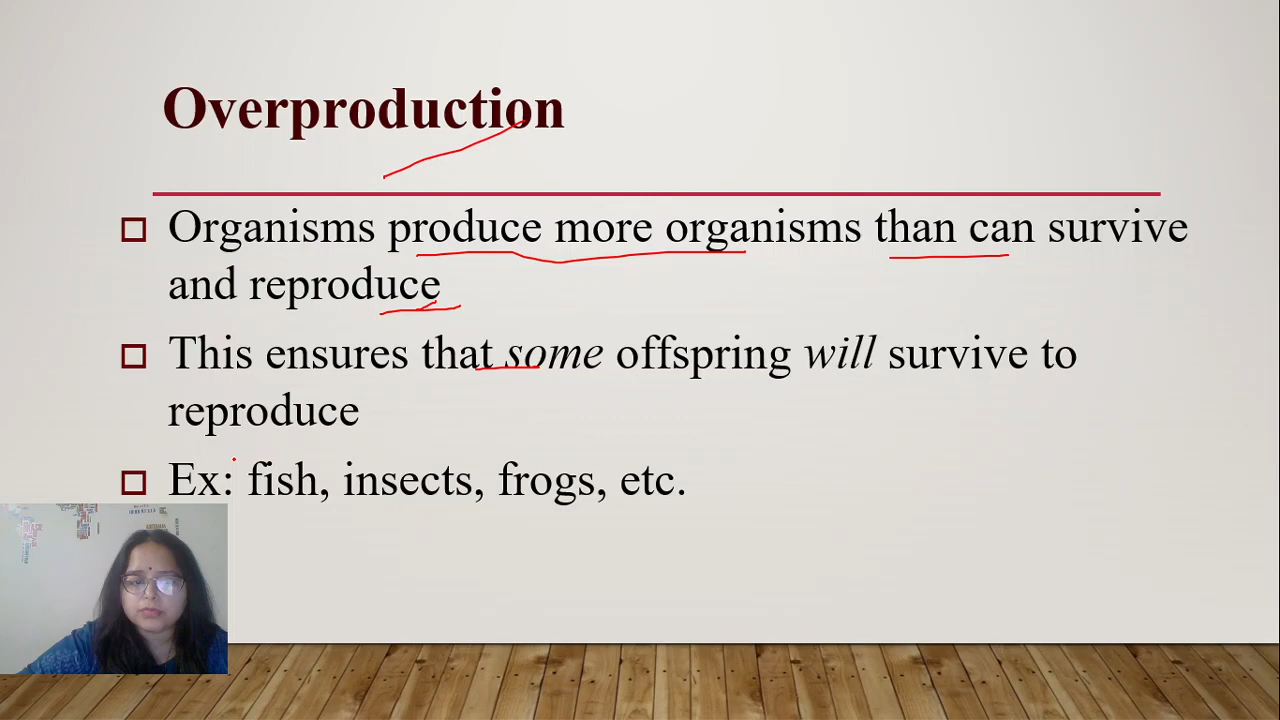 Overproduction
Organisms produce more organisms than can survive
and reproduce
This ensures that some offspring will survive to
reproduce
Ex: fish, insects, frogs, etc.